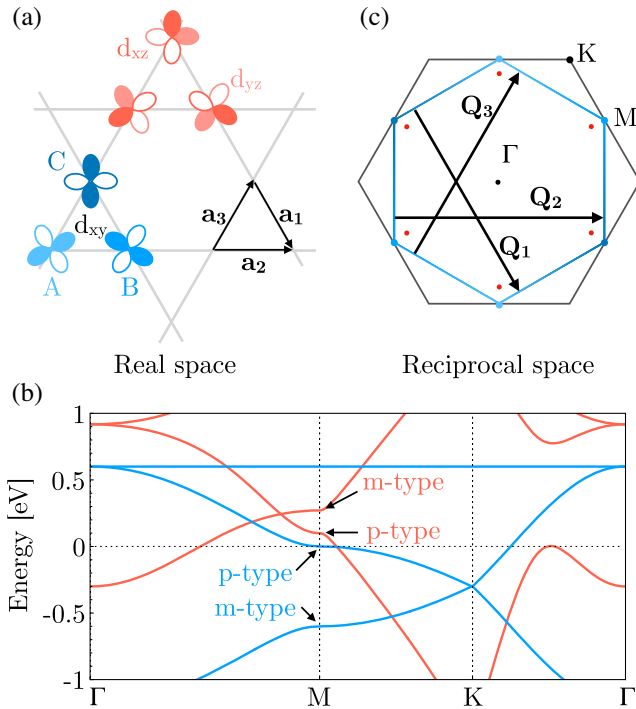 (a)
d_xz
d_yz
C
d_xy
A
B
a_3
a_1
a_2
Real space
(c)
K
Q_3
M
Γ
Q_2
Q_1
Reciprocal space
(b)
Energy [eV]
1
0.5
0
-0.5
-1
m-type
p-type
p-type
m-type
Γ
M
K
Γ